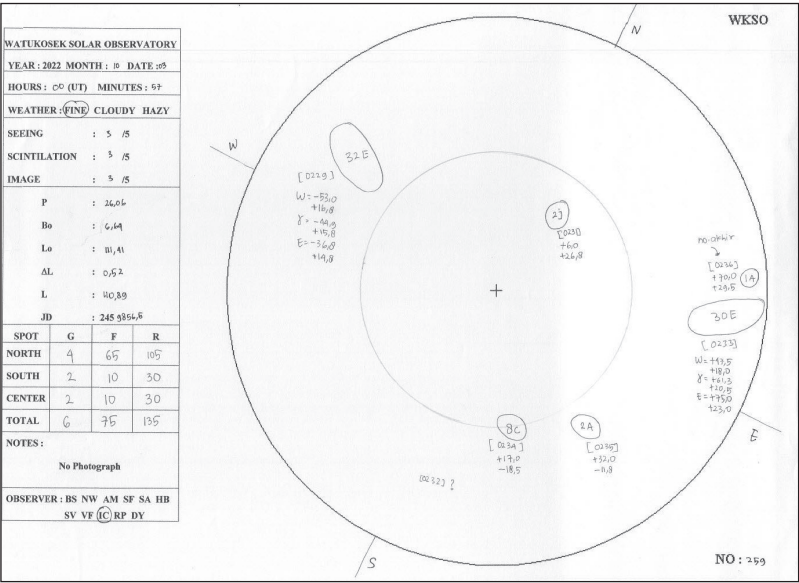 WKSO
WATUKOSEK SOLAR OBSERVATORY
YEAR : 2022 MONTH : 10 DATE : 03
HOURS : 00 (UT) MINUTES : 57
WEATHER : FINE CLOUDY HAZY
SEEING : 3 /5
SCINTILATION : 3 /5
IMAGE : 3 /5
P : 26,06
Bo : 6,64
Lo : 111,41
ΔL : 0,52
L : 110,89
JD : 245 9856,5
SPOT G F R
NORTH 4 65 105
SOUTH 2 10 30
CENTER 2 10 30
TOTAL 6 75 135
NOTES :
No Photograph
OBSERVER : BS NW AM SF SA HB
SV VF IC RP DY
N
W
32E
[0229]
W = -53,0
+16,8
γ = -44,9
+15,8
E = -36,8
+14,8
2J
[0231]
+6,0
+26,8
no.akhir
[0236]
+70,0
+29,5
1A
30E
[0233]
W = +47,5
+18,0
γ = +61,3
+20,5
E = +75,0
+23,0
E
8C
[0234]
+17,0
-18,5
2A
[0235]
+32,0
-11,8
[0232] ?
S
NO : 259